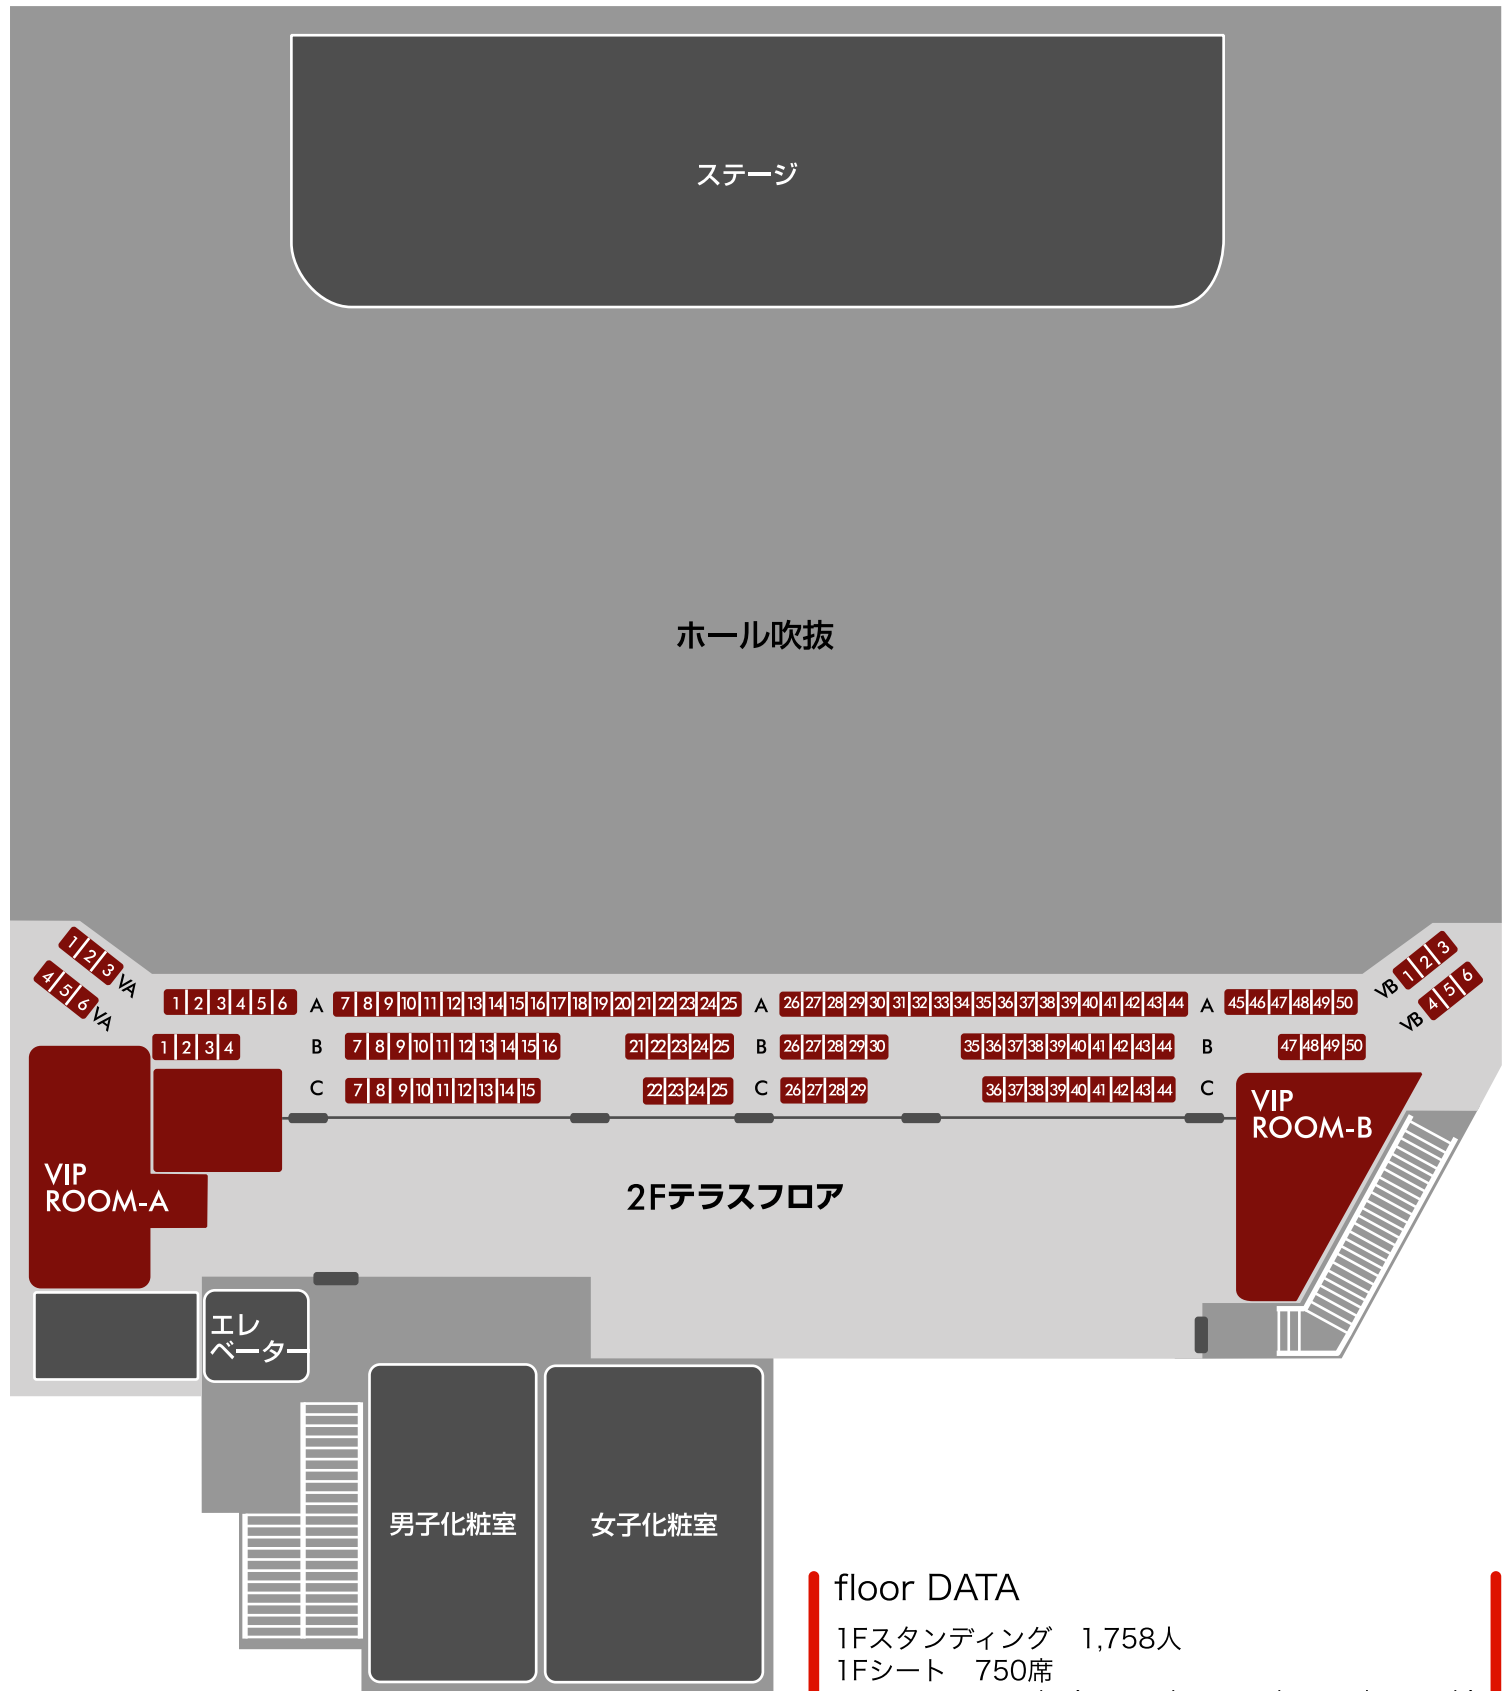 ステージ
ホール吹抜
1 2 3 VA
4 5 6 VA
VB 1 2 3
VB 4 5 6
1 2 3 4 5 6 A 7 8 9 10 11 12 13 14 15 16 17 18 19 20 21 22 23 24 25 A 26 27 28 29 30 31 32 33 34 35 36 37 38 39 40 41 42 43 44 A 45 46 47 48 49 50
1 2 3 4 B 7 8 9 10 11 12 13 14 15 16 21 22 23 24 25 B 26 27 28 29 30 35 36 37 38 39 40 41 42 43 44 B 47 48 49 50
C 7 8 9 10 11 12 13 14 15 22 23 24 25 C 26 27 28 29 36 37 38 39 40 41 42 43 44 C
VIP
ROOM-A
VIP
ROOM-B
2Fテラスフロア
エレ
ベーター
男子化粧室
女子化粧室
floor DATA
1Fスタンディング 1,758人
1Fシート 750席